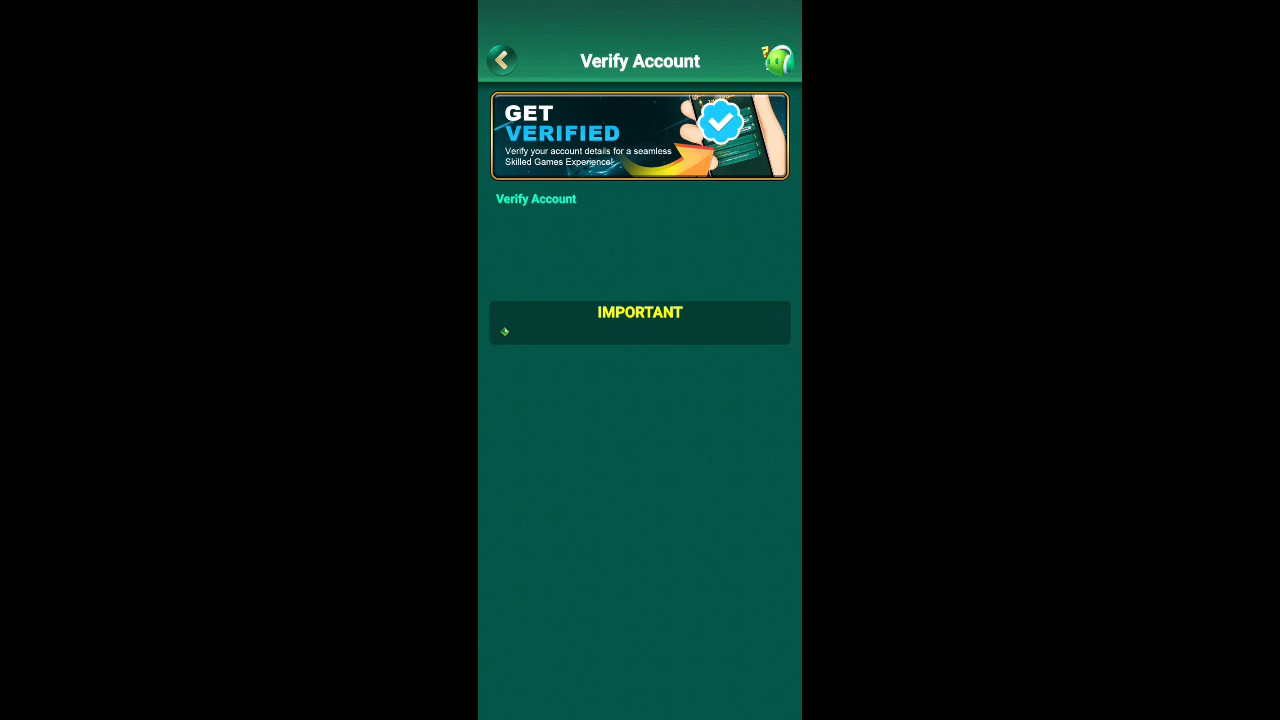 Verify Account
GET
VERIFIED
Verify your account details for a seamless
Skilled Games Experience!
Verify Account
IMPORTANT